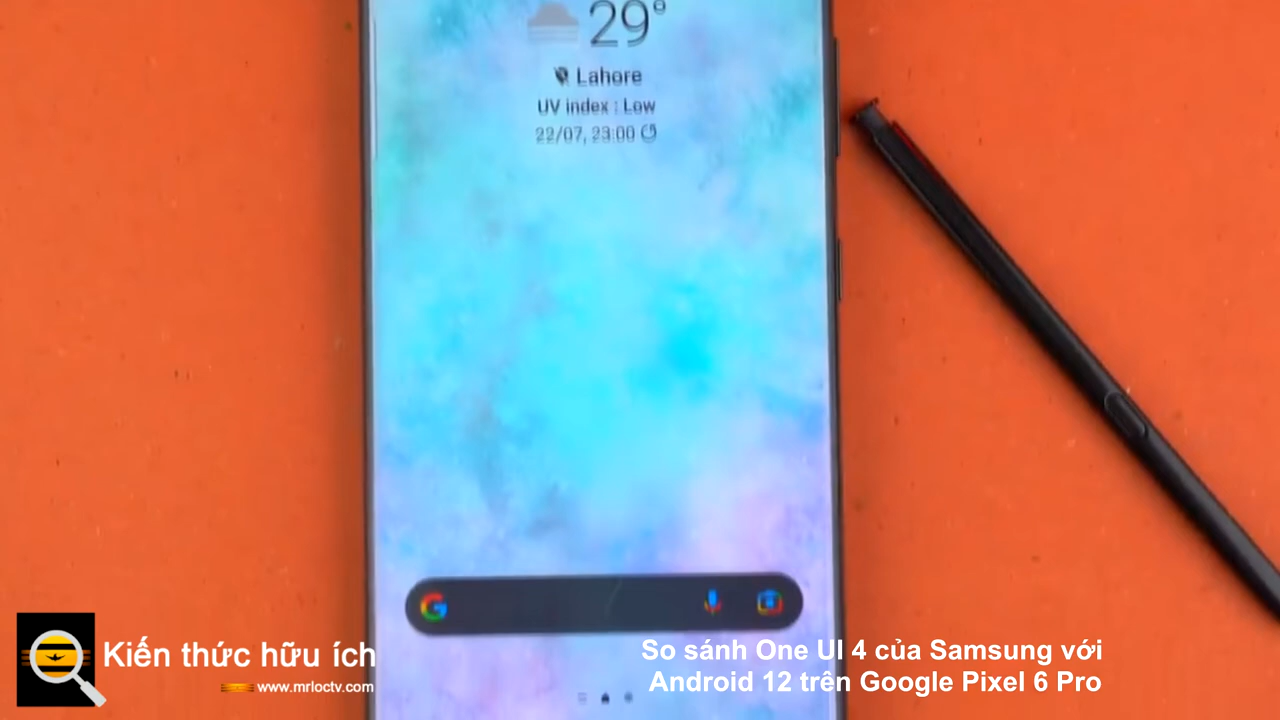 29°
Lahore
UV index : Low
22/07, 23:00
Kiến thức hữu ích
www.mrloctv.com
So sánh One UI 4 của Samsung với
Android 12 trên Google Pixel 6 Pro